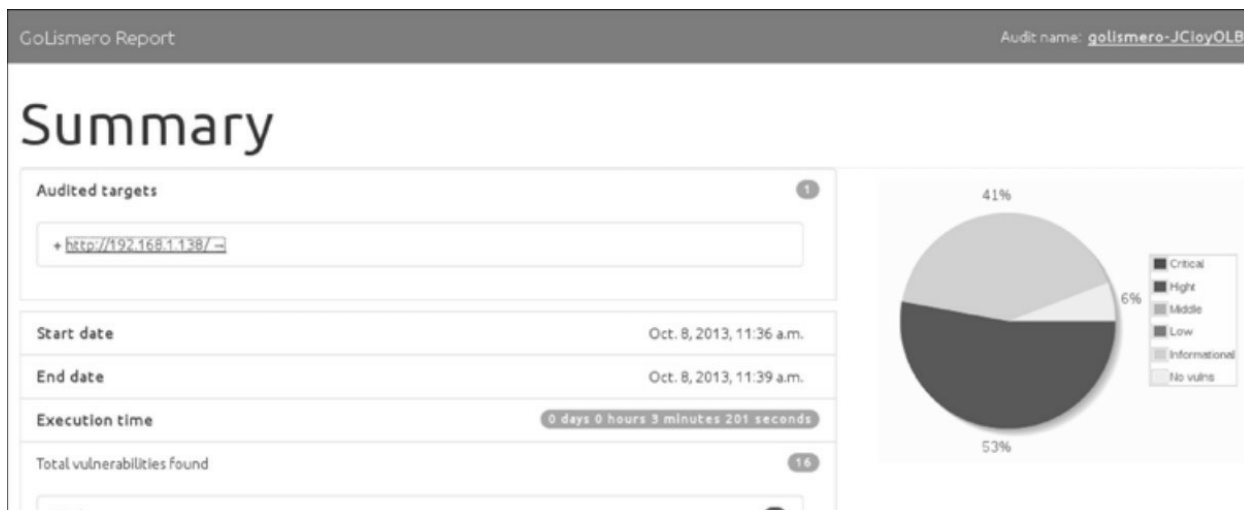 GoLismero Report
Audit name: golismero-JCioyOLB
Summary
Audited targets 1
+ http://192.168.1.138/ →
Start date Oct. 8, 2013, 11:36 a.m.
End date Oct. 8, 2013, 11:39 a.m.
Execution time 0 days 0 hours 3 minutes 201 seconds
Total vulnerabilities found 16
41%
6%
53%
Critical
Hight
Middle
Low
Informational
No vulns